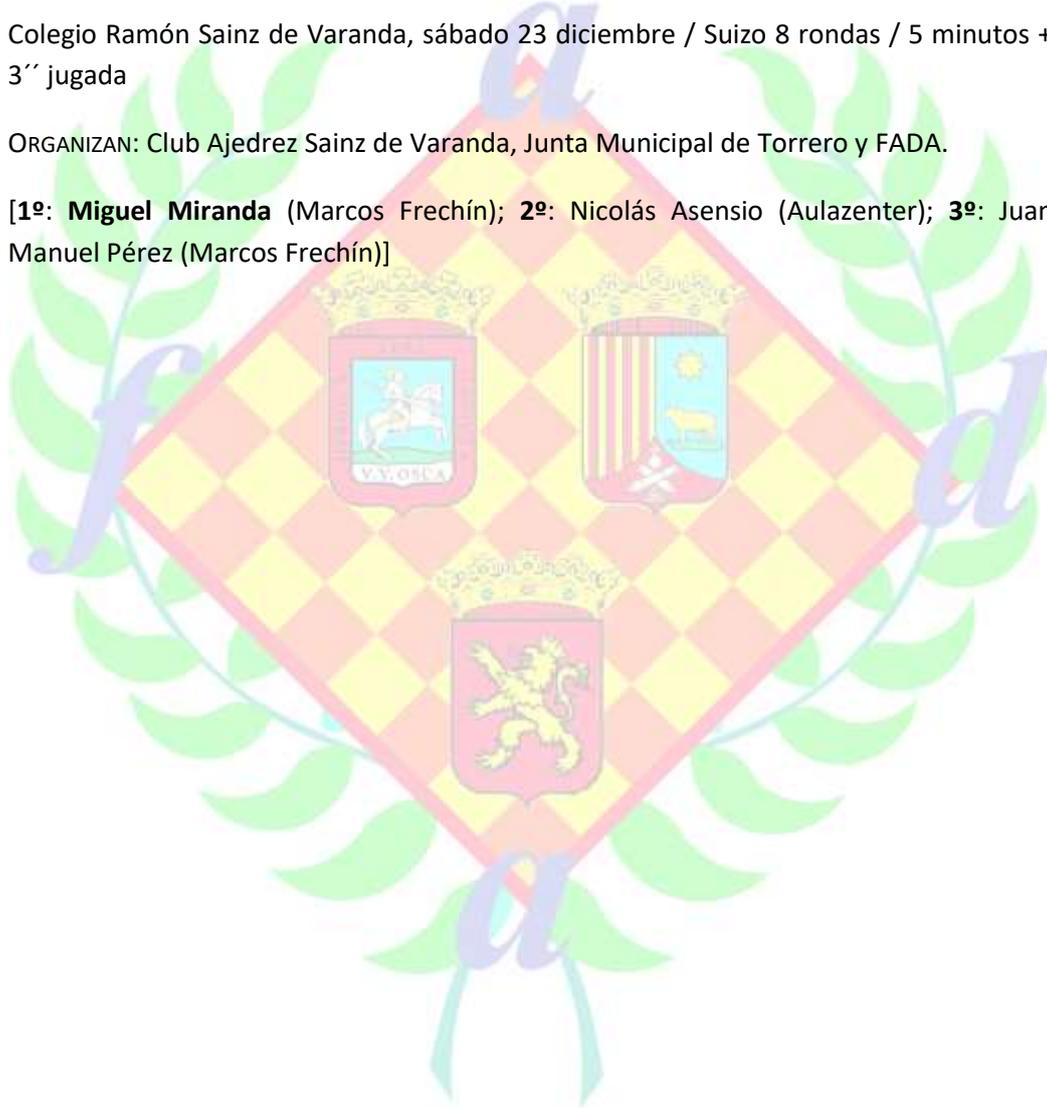 Colegio Ramón Sainz de Varanda, sábado 23 diciembre / Suizo 8 rondas / 5 minutos +
3´´ jugada
ORGANIZAN: Club Ajedrez Sainz de Varanda, Junta Municipal de Torrero y FADA.
[1º: Miguel Miranda (Marcos Frechín); 2º: Nicolás Asensio (Aulazenter); 3º: Juan
Manuel Pérez (Marcos Frechín)]
a
f
d
V.V.OSCA
a